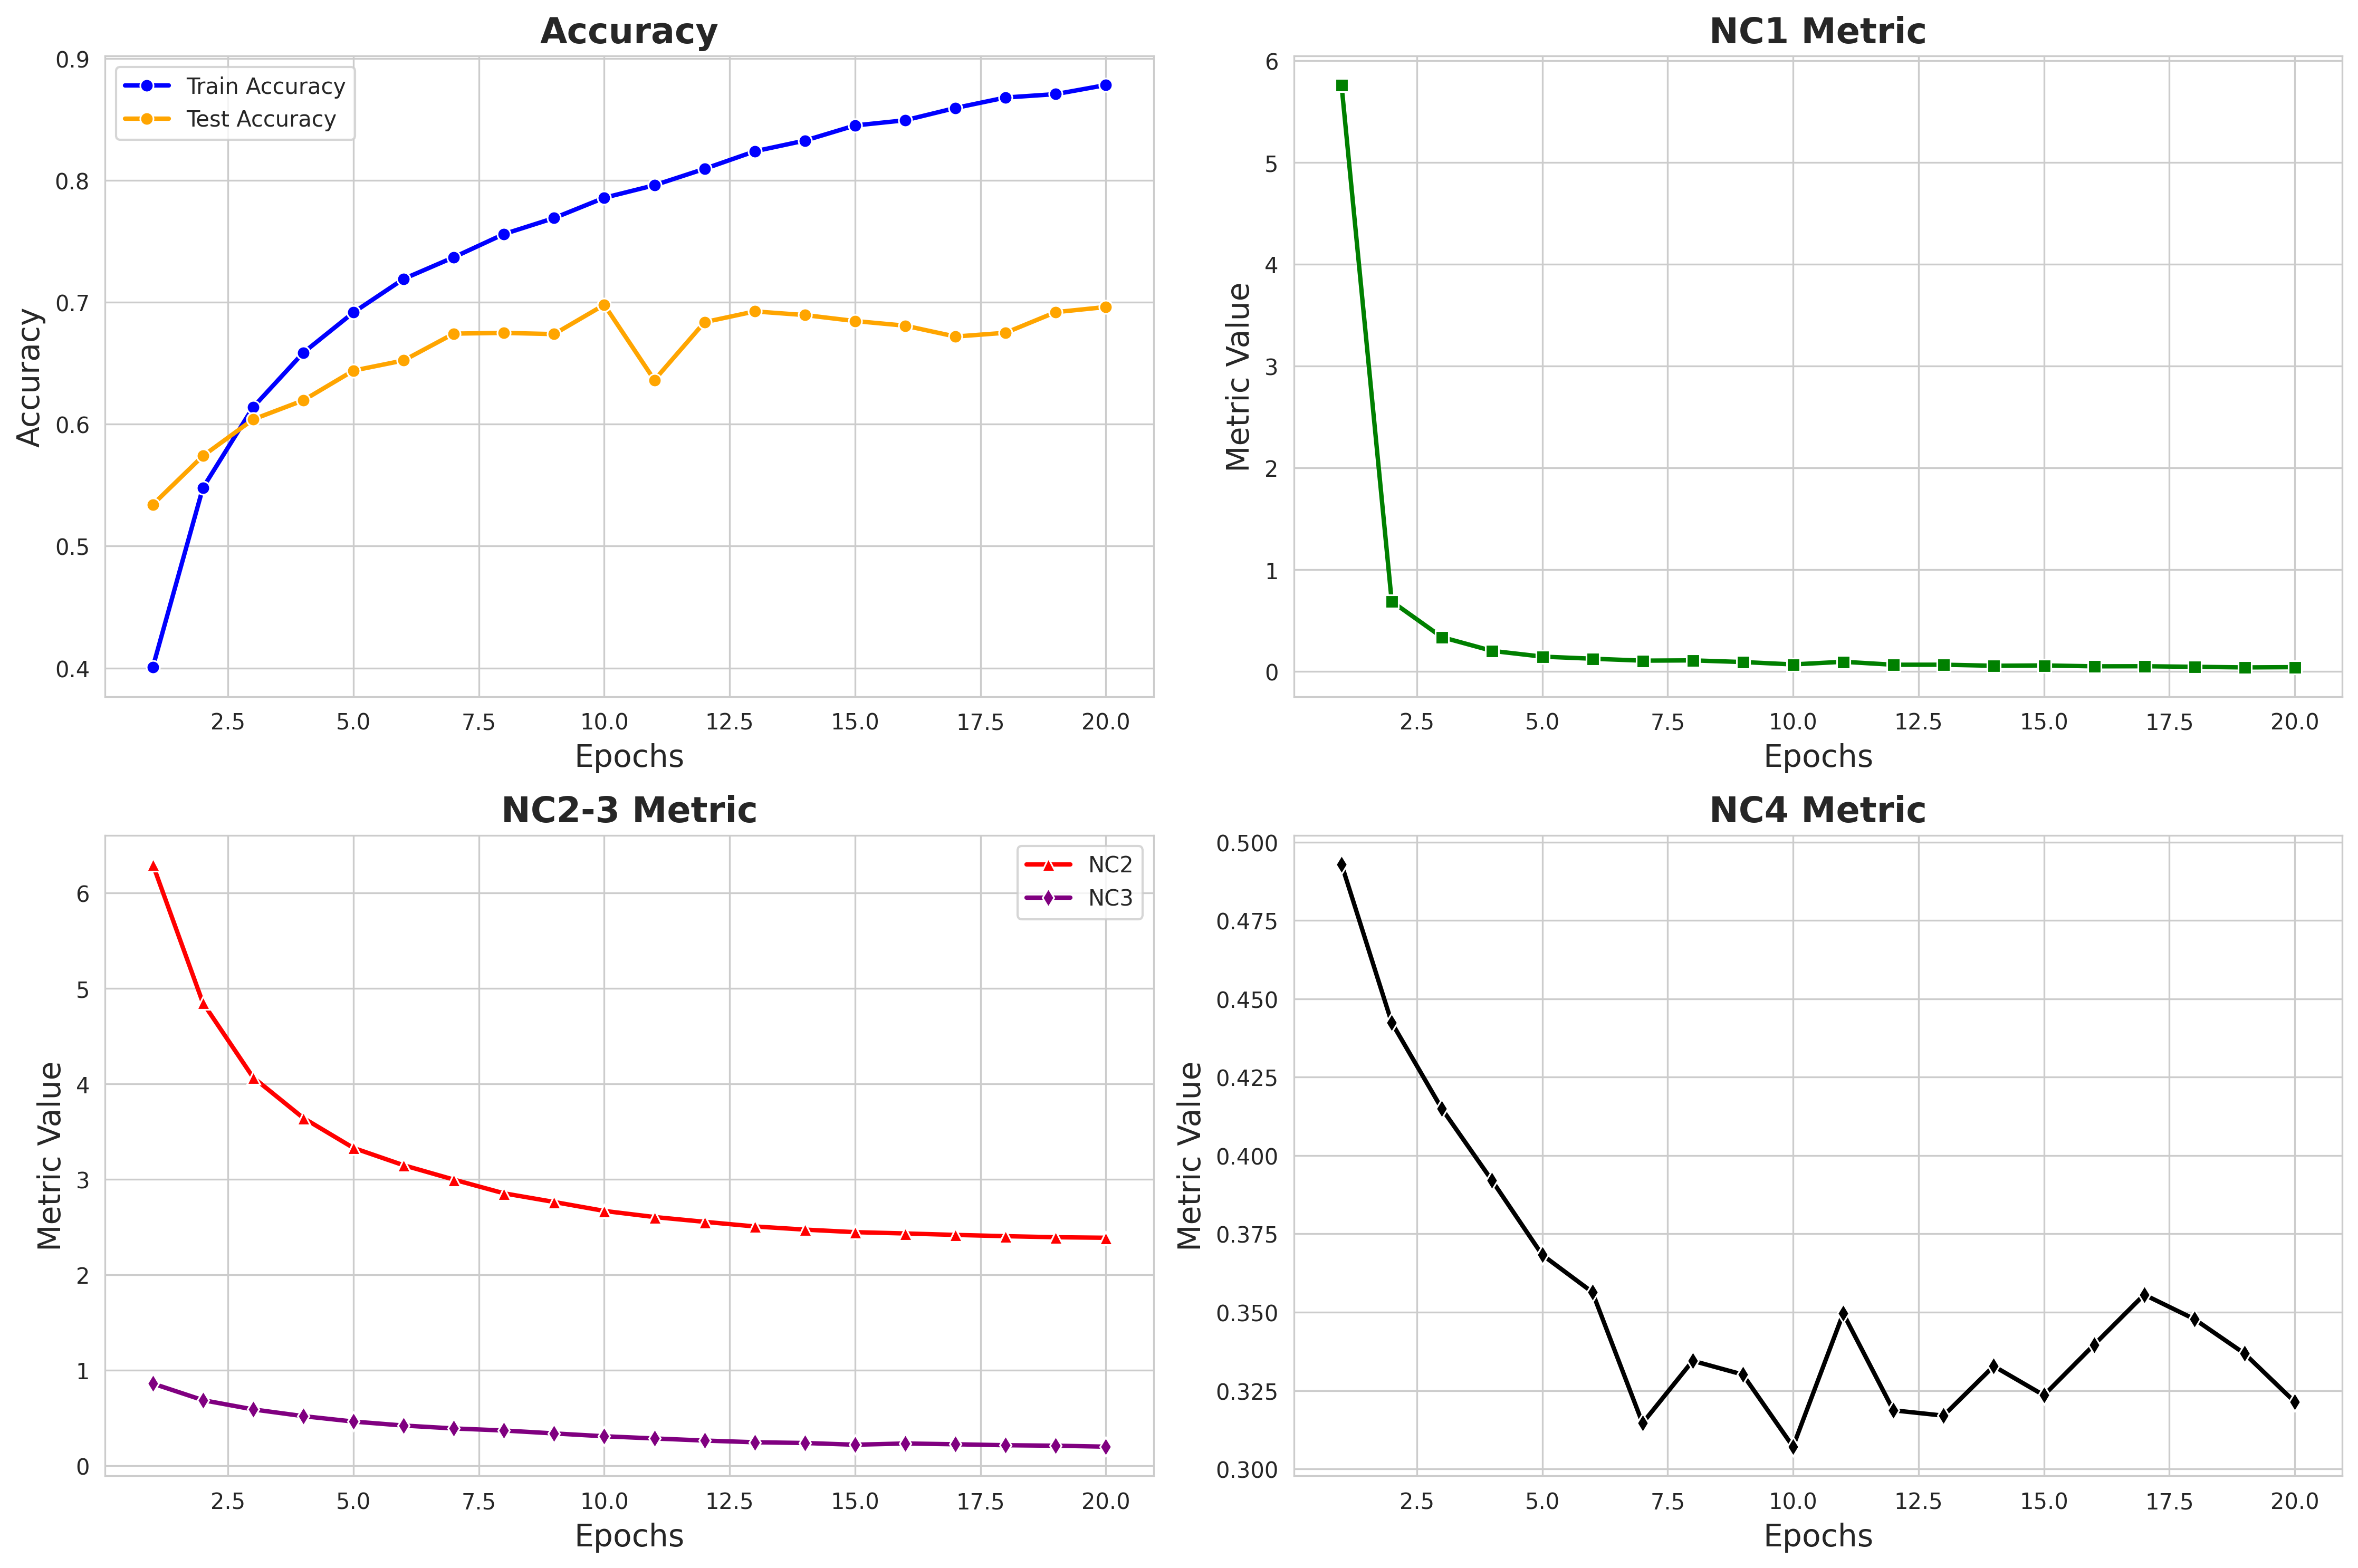 Accuracy
Accuracy
0.9
0.8
0.7
0.6
0.5
0.4
Train Accuracy
Test Accuracy
2.5 5.0 7.5 10.0 12.5 15.0 17.5 20.0
Epochs
NC1 Metric
Metric Value
6
5
4
3
2
1
0
2.5 5.0 7.5 10.0 12.5 15.0 17.5 20.0
Epochs
NC2-3 Metric
Metric Value
6
5
4
3
2
1
0
NC2
NC3
2.5 5.0 7.5 10.0 12.5 15.0 17.5 20.0
Epochs
NC4 Metric
Metric Value
0.500
0.475
0.450
0.425
0.400
0.375
0.350
0.325
0.300
2.5 5.0 7.5 10.0 12.5 15.0 17.5 20.0
Epochs